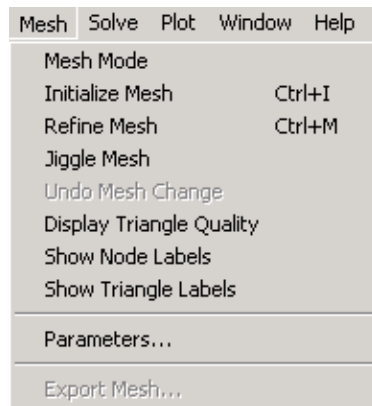 Mesh Solve Plot Window Help
Mesh Mode
Initialize Mesh Ctrl+I
Refine Mesh Ctrl+M
Jiggle Mesh
Undo Mesh Change
Display Triangle Quality
Show Node Labels
Show Triangle Labels
Parameters...
Export Mesh...